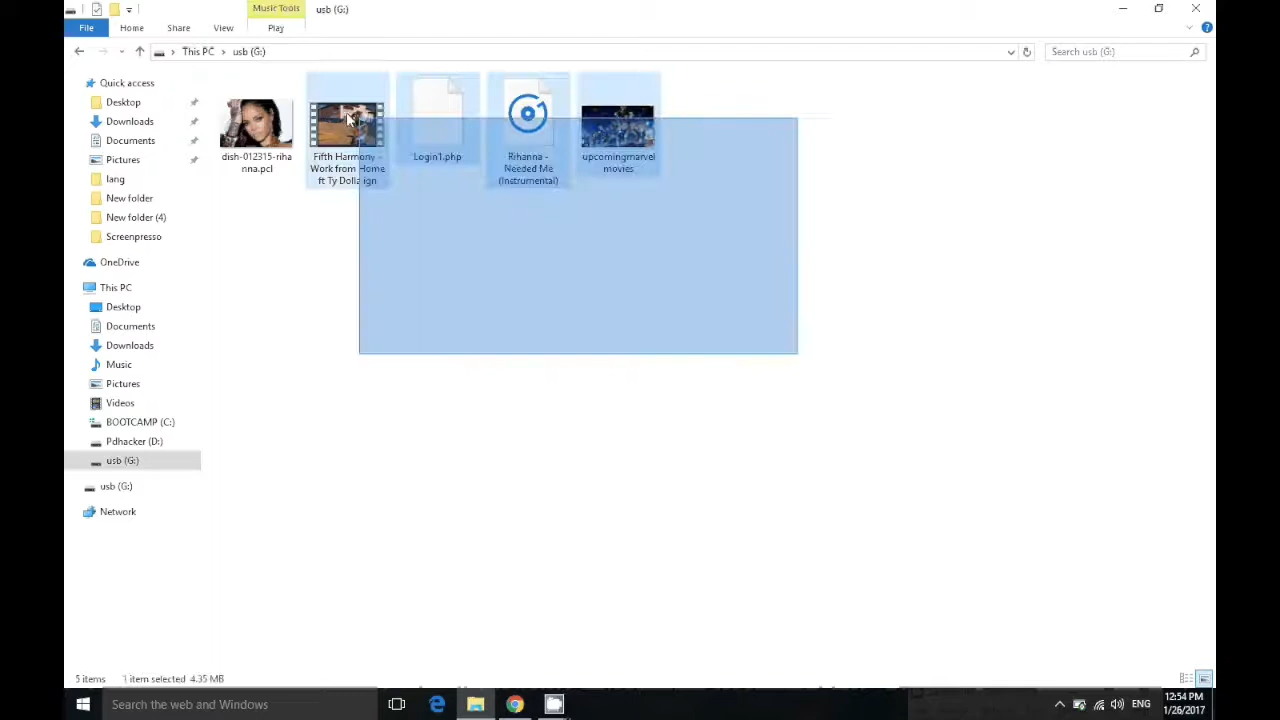 Music Tools
usb (G:)
File
Home
Share
View
Play
This PC
usb (G:)
Search usb (G:)
Quick access
Desktop
Downloads
Documents
Pictures
lang
New folder
New folder (4)
Screenpresso
OneDrive
This PC
Desktop
Documents
Downloads
Music
Pictures
Videos
BOOTCAMP (C:)
Pdhacker (D:)
usb (G:)
usb (G:)
Network
dish-012315-riha
nna.pcl
Fifth Harmony -
Work from Home
ft Ty Dolla ign
Login1.php
Rihanna -
Needed Me
(Instrumental)
upcomingmarvel
movies
5 items
1 item selected 4.35 MB
Search the web and Windows
ENG
12:54 PM
1/26/2017